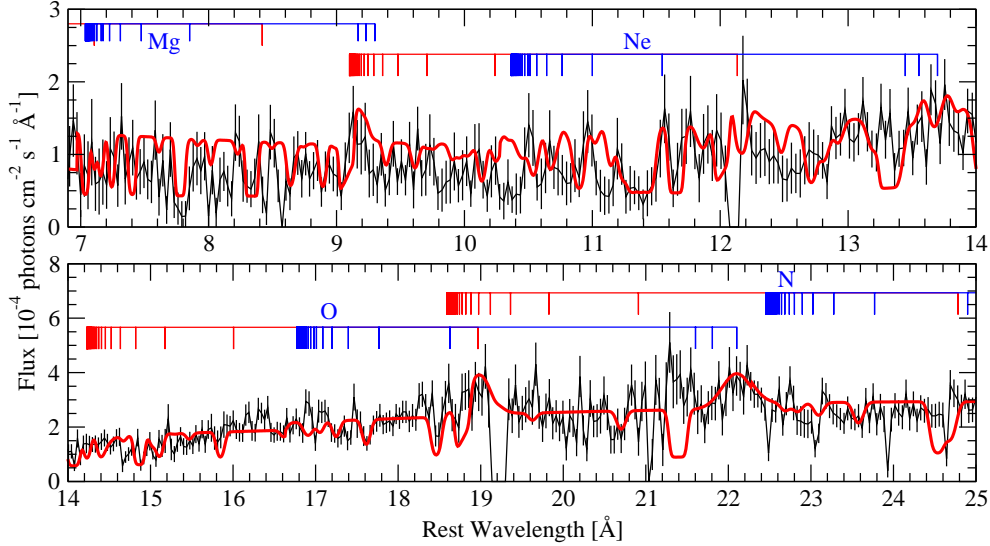 3
2
1
0
Mg
Ne
7 8 9 10 11 12 13 14
Flux [10⁻⁴ photons cm⁻² s⁻¹ Å⁻¹]
8
6
4
2
0
O
N
14 15 16 17 18 19 20 21 22 23 24 25
Rest Wavelength [Å]